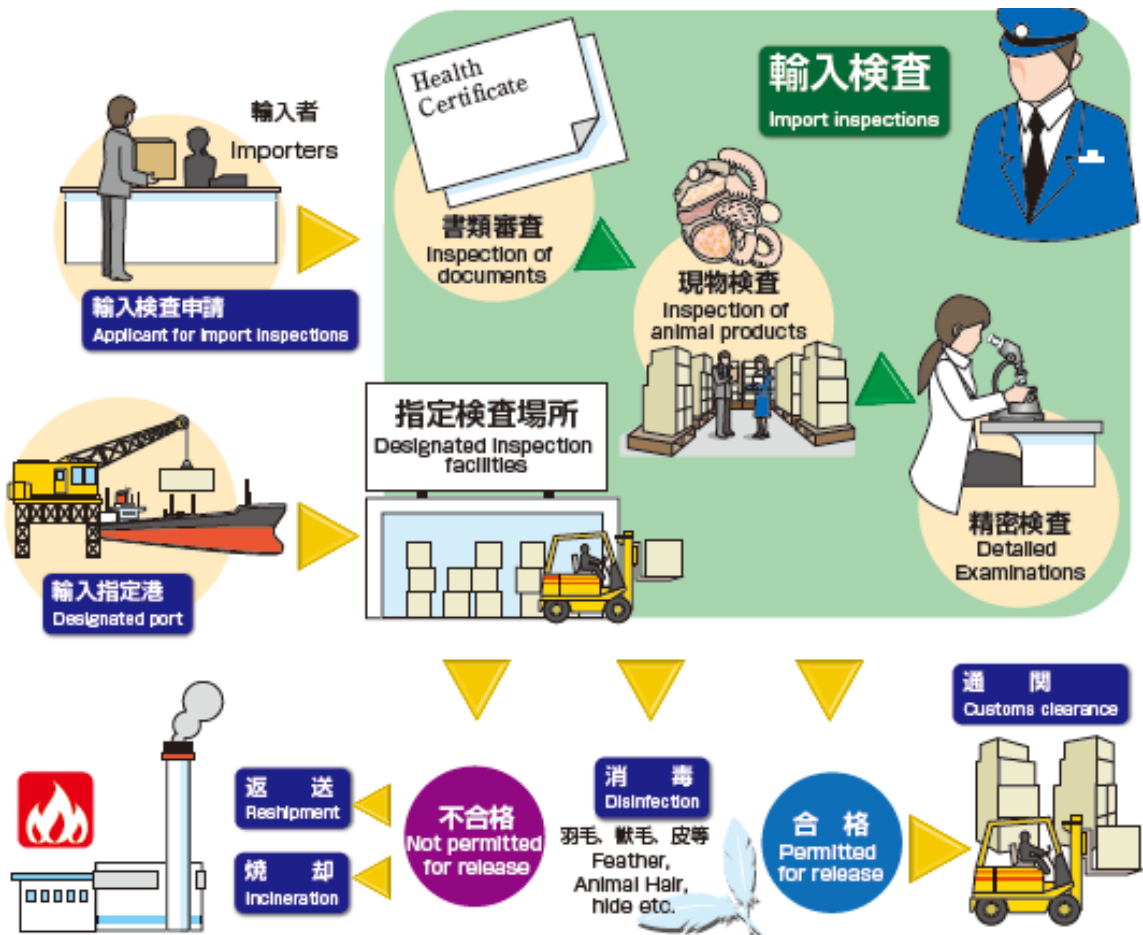 輸入者
Importers
輸入検査申請
Applicant for Import Inspections
Health
Certificate
輸入検査
Import inspections
書類審査
Inspection of
documents
現物検査
Inspection of
animal products
精密検査
Detailed
Examinations
指定検査場所
Designated Inspection
facilities
輸入指定港
Designated port
返　送
Reshipment
焼　却
Incineration
不合格
Not permitted
for release
消　毒
Disinfection
羽毛、獣毛、皮等
Feather,
Animal Hair,
hide etc.
合　格
Permitted
for release
通　関
Customs clearance